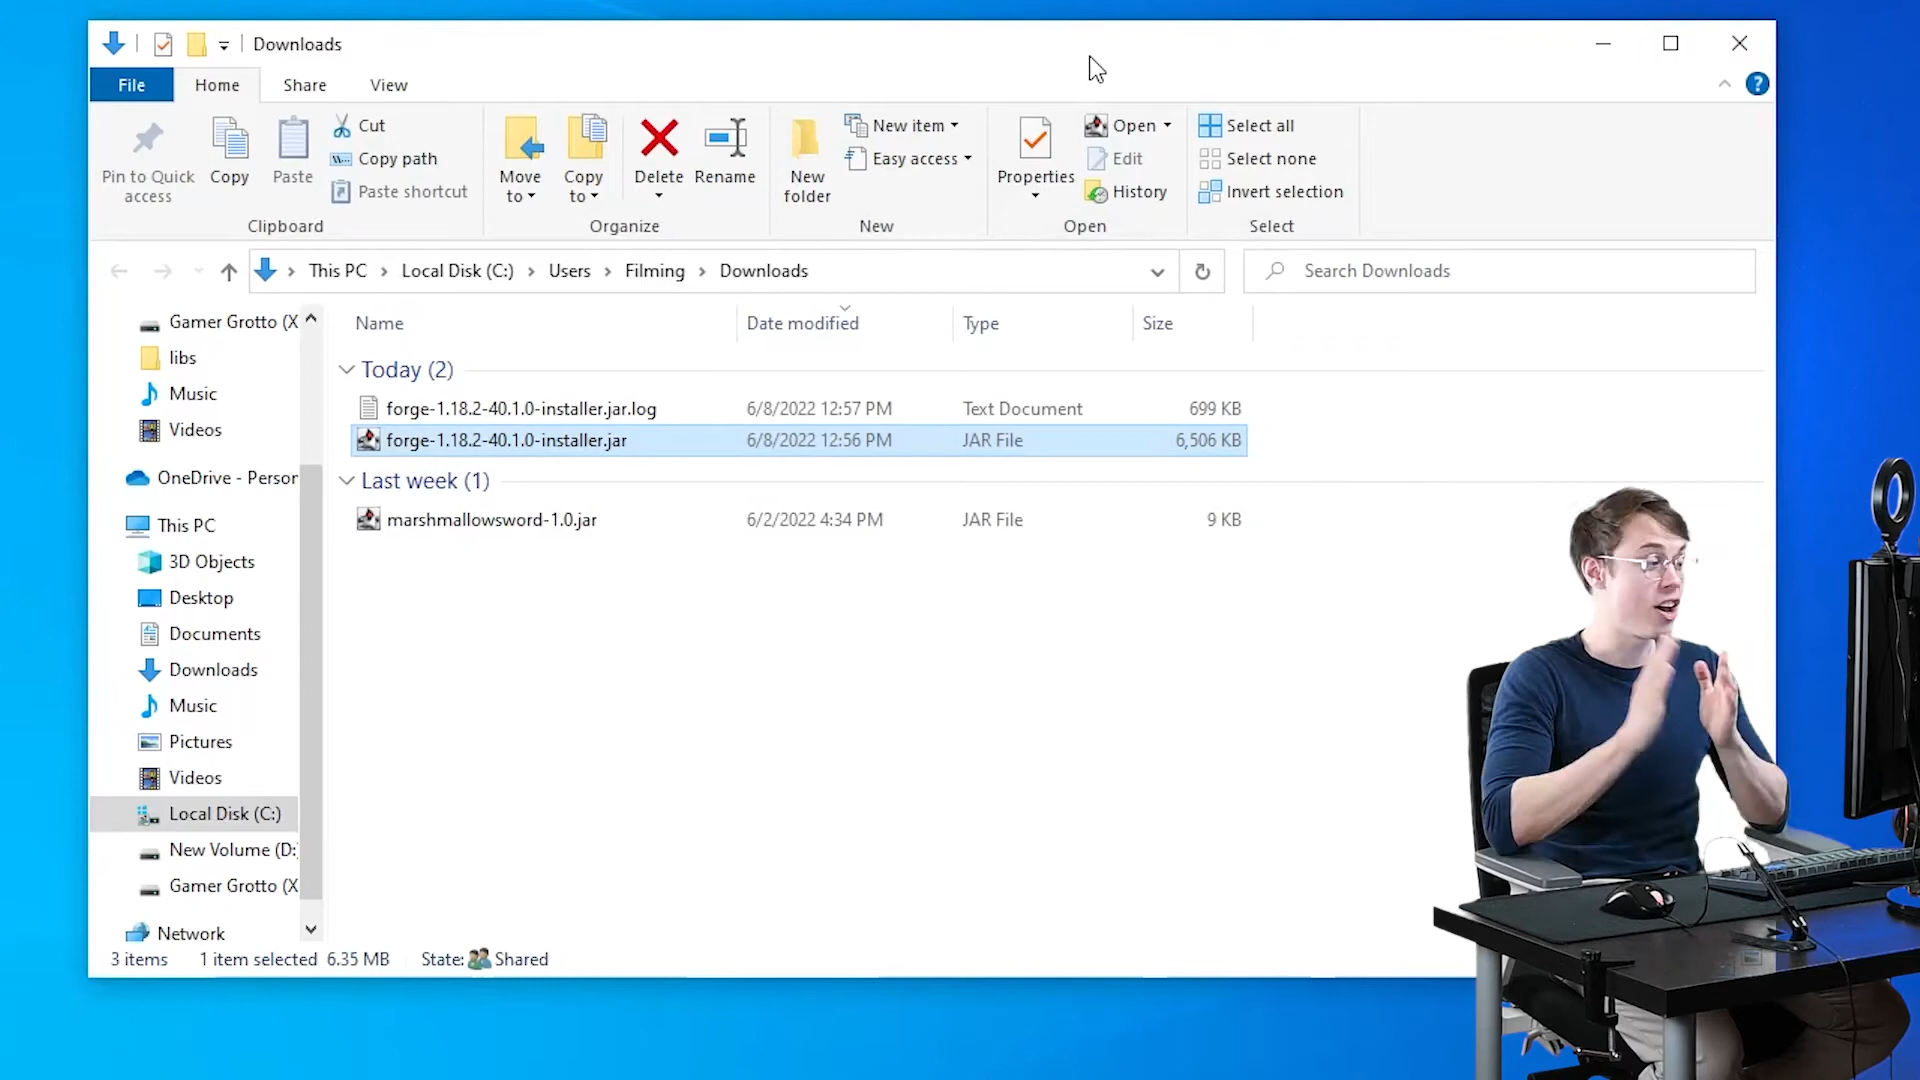 Downloads
File
Home
Share
View
Pin to Quick access
Copy
Paste
Cut
Copy path
Paste shortcut
Clipboard
Move to
Copy to
Delete
Rename
Organize
New folder
New item
Easy access
New
Properties
Open
Edit
History
Open
Select all
Select none
Invert selection
Select
This PC > Local Disk (C:) > Users > Filming > Downloads
Search Downloads
Name
Date modified
Type
Size
Today (2)
forge-1.18.2-40.1.0-installer.jar.log 6/8/2022 12:57 PM Text Document 699 KB
forge-1.18.2-40.1.0-installer.jar 6/8/2022 12:56 PM JAR File 6,506 KB
Last week (1)
marshmallowsword-1.0.jar 6/2/2022 4:34 PM JAR File 9 KB
Gamer Grotto (X
libs
Music
Videos
OneDrive - Person
This PC
3D Objects
Desktop
Documents
Downloads
Music
Pictures
Videos
Local Disk (C:)
New Volume (D:
Gamer Grotto (X
Network
3 items 1 item selected 6.35 MB State: Shared